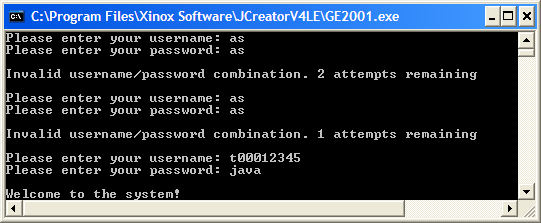 C:\Program Files\Xinox Software\JCreatorV4LE\GE2001.exe
Please enter your username: as
Please enter your password: as
Invalid username/password combination. 2 attempts remaining
Please enter your username: as
Please enter your password: as
Invalid username/password combination. 1 attempts remaining
Please enter your username: t00012345
Please enter your password: java
Welcome to the system!